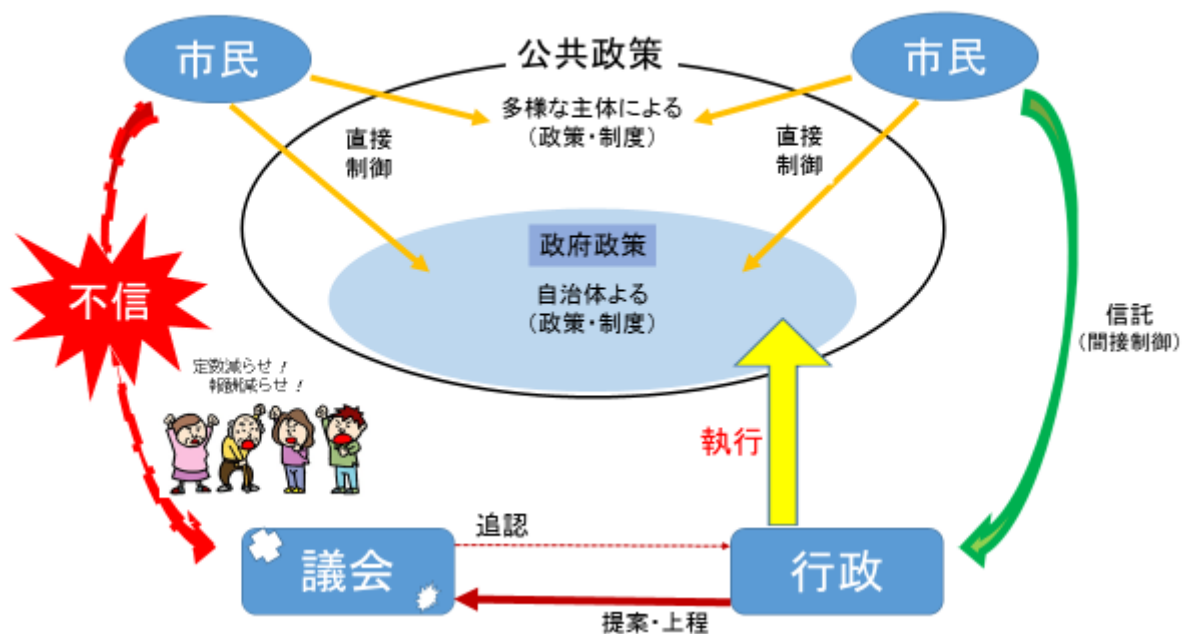 市民
公共政策
市民
多様な主体による
（政策・制度）
直接
制御
直接
制御
政府政策
自治体よる
（政策・制度）
不信
信託
（間接制御）
定数減らせ！
報酬減らせ！
執行
追認
議会
行政
提案・上程